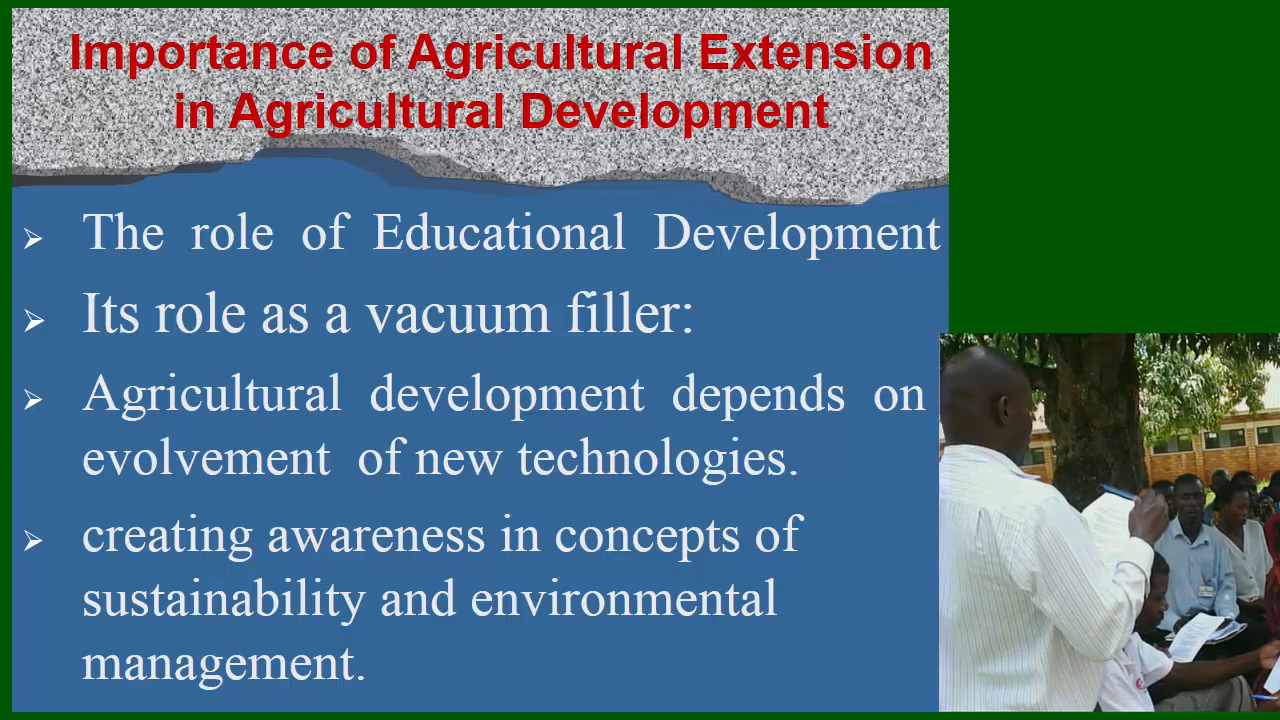 Importance of Agricultural Extension
in Agricultural Development
The role of Educational Development
Its role as a vacuum filler:
Agricultural development depends on
evolvement of new technologies.
creating awareness in concepts of
sustainability and environmental
management.